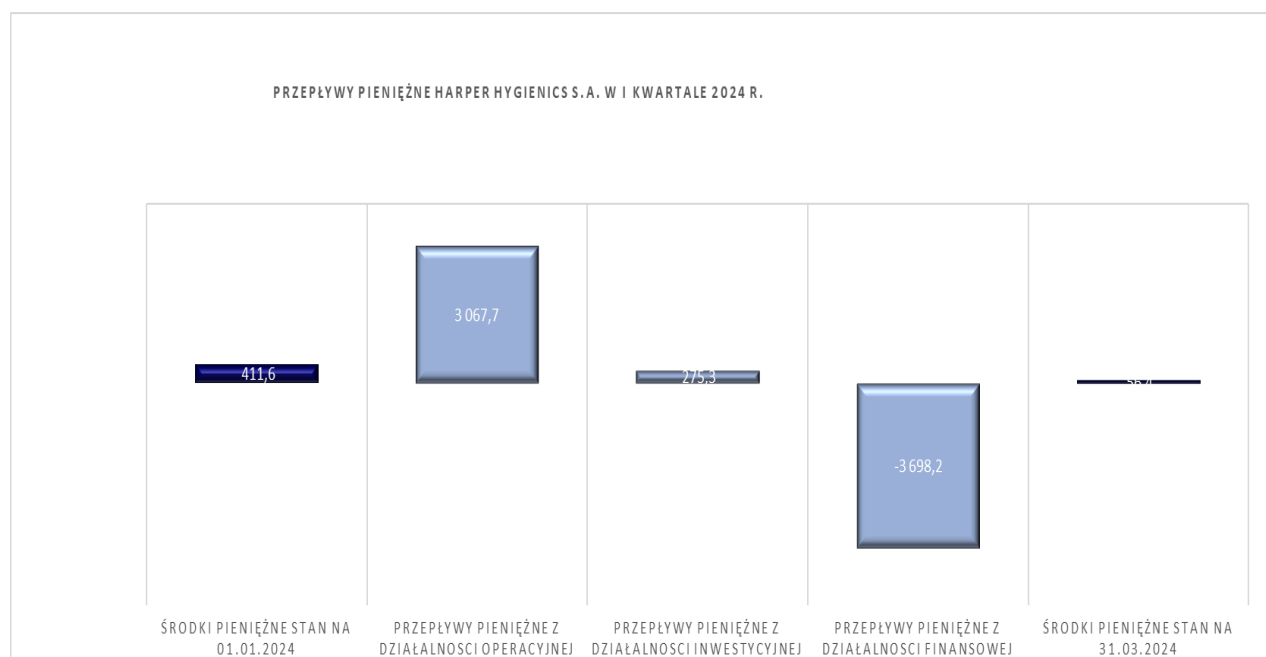 PRZEPŁYWY PIENIĘŻNE HARPER HYGIENICS S.A. W I KWARTALE 2024 R.
3 067,7
411,6
275,3
-3 698,2
ŚRODKI PIENIĘŻNE STAN NA
01.01.2024
PRZEPŁYWY PIENIĘŻNE Z
DZIAŁALNOSCI OPERACYJNEJ
PRZEPŁYWY PIENIĘŻNE Z
DZIAŁALNOSCI INWESTYCYJNEJ
PRZEPŁYWY PIENIĘŻNE Z
DZIAŁALNOSCI FINANSOWEJ
ŚRODKI PIENIĘŻNE STAN NA
31.03.2024